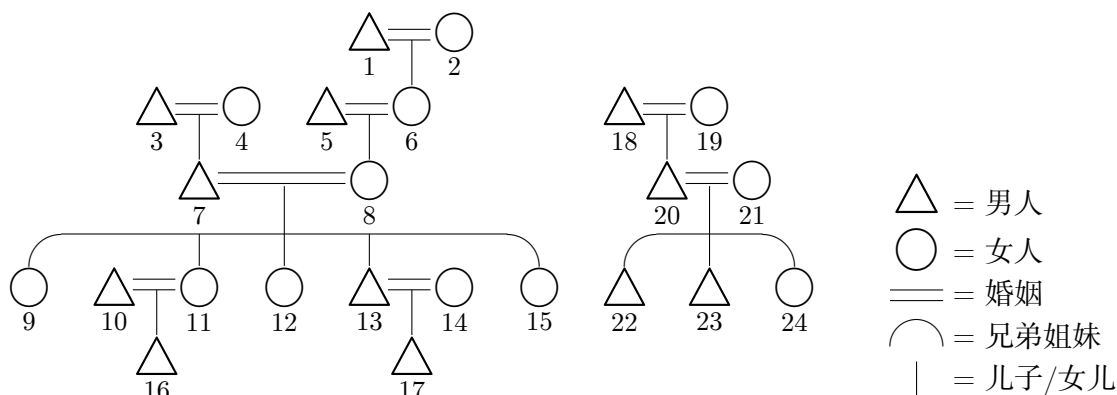 1 2
3 4 5 6 18 19
7 8 20 21
9 10 11 12 13 14 15 22 23 24
16 17
= 男人
= 女人
= 婚姻
= 兄弟姐妹
= 儿子/女儿